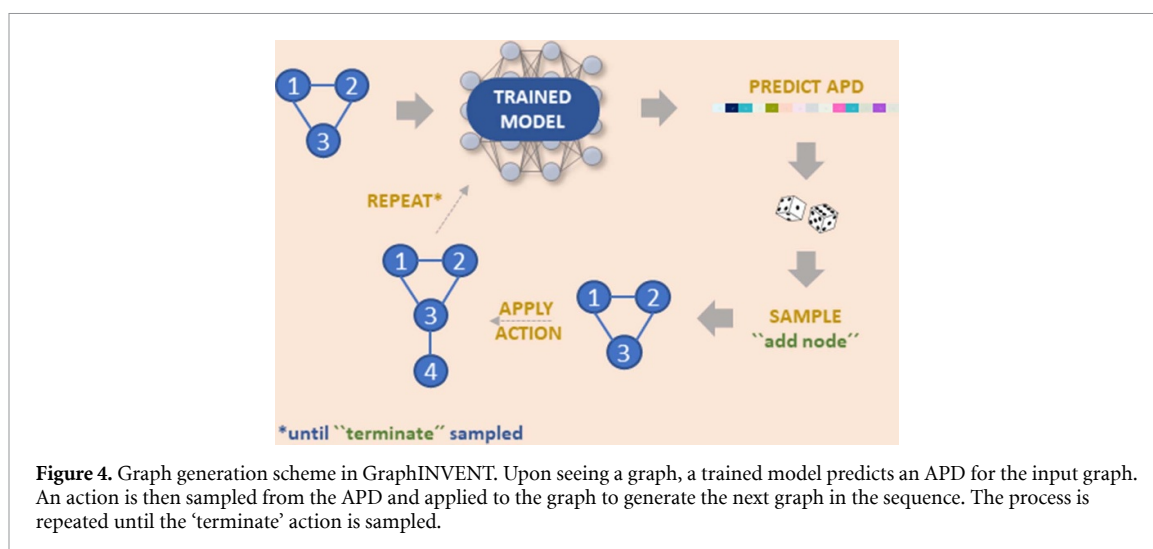 1 2
3
TRAINED
MODEL
PREDICT APD
REPEAT*
1 2
3
4
APPLY
ACTION
1 2
3
SAMPLE
``add node´´
*until ``terminate´´ sampled
Figure 4. Graph generation scheme in GraphINVENT. Upon seeing a graph, a trained model predicts an APD for the input graph.
An action is then sampled from the APD and applied to the graph to generate the next graph in the sequence. The process is
repeated until the ‘terminate’ action is sampled.